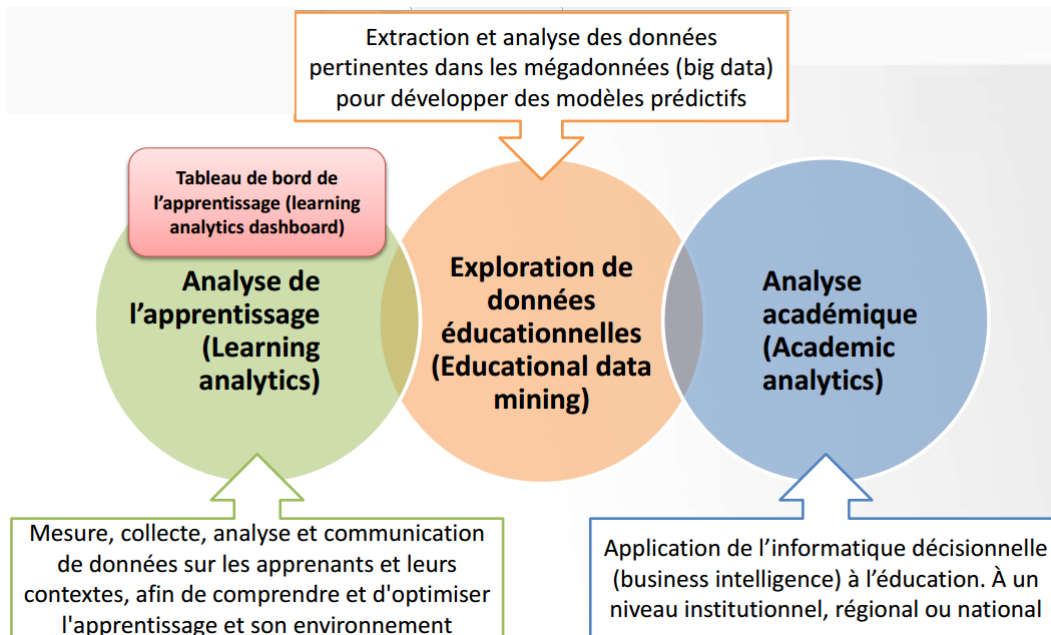 Extraction et analyse des données
pertinentes dans les mégadonnées (big data)
pour développer des modèles prédictifs
Tableau de bord de
l’apprentissage (learning
analytics dashboard)
Analyse de
l’apprentissage
(Learning
analytics)
Exploration de
données
éducationnelles
(Educational data
mining)
Analyse
académique
(Academic
analytics)
Mesure, collecte, analyse et communication
de données sur les apprenants et leurs
contextes, afin de comprendre et d'optimiser
l'apprentissage et son environnement
Application de l’informatique décisionnelle
(business intelligence) à l’éducation. À un
niveau institutionnel, régional ou national